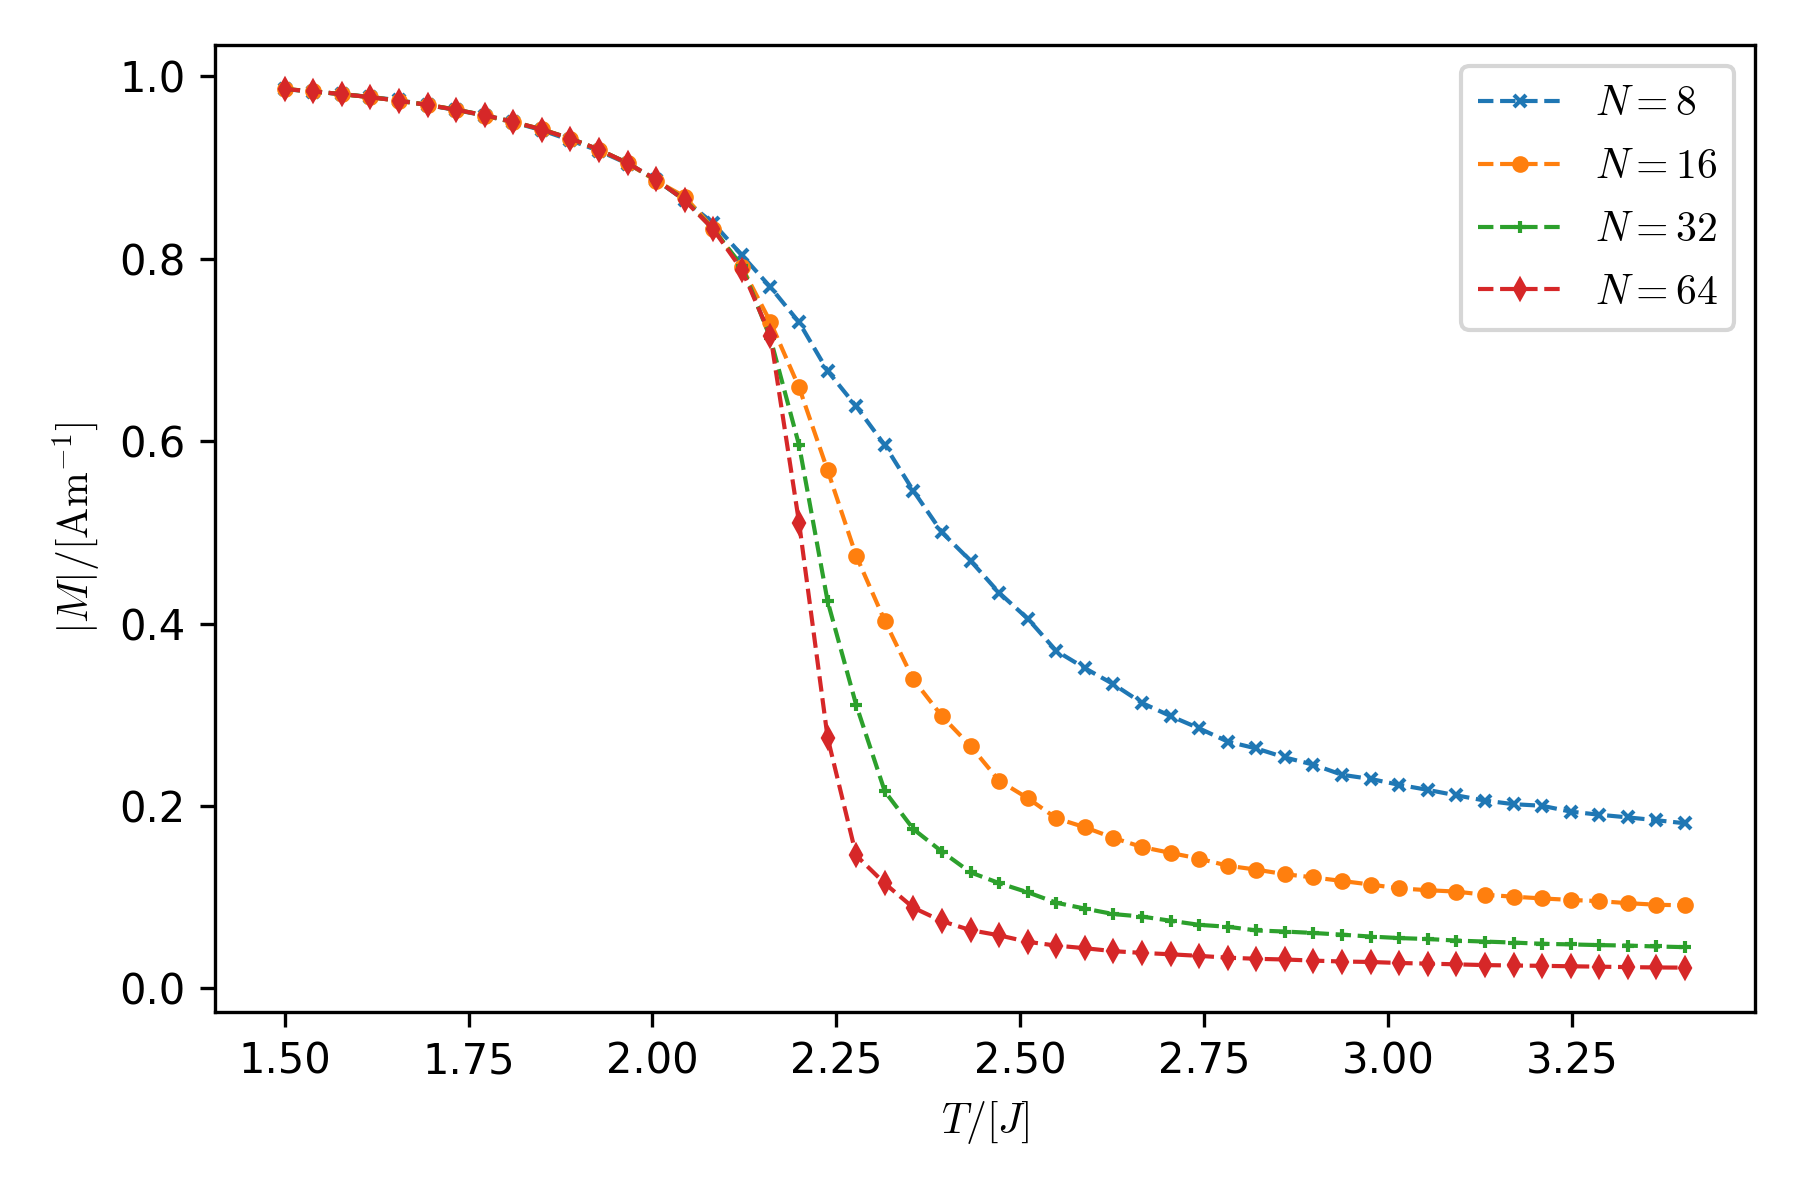 1.0
0.8
0.6
0.4
0.2
0.0
|M|/[Am⁻¹]
N = 8
N = 16
N = 32
N = 64
1.50 1.75 2.00 2.25 2.50 2.75 3.00 3.25
T/[J]